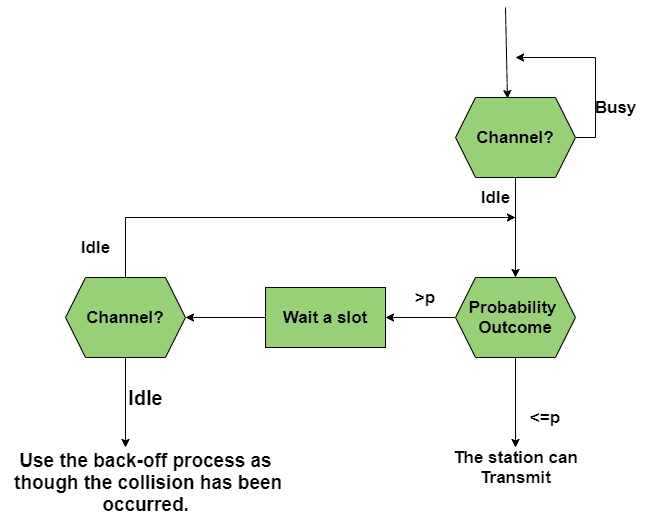 Busy
Channel?
Idle
Idle
Channel?
Wait a slot
>p
Probability
Outcome
Idle
<=p
Use the back-off process as
though the collision has been
occurred.
The station can
Transmit